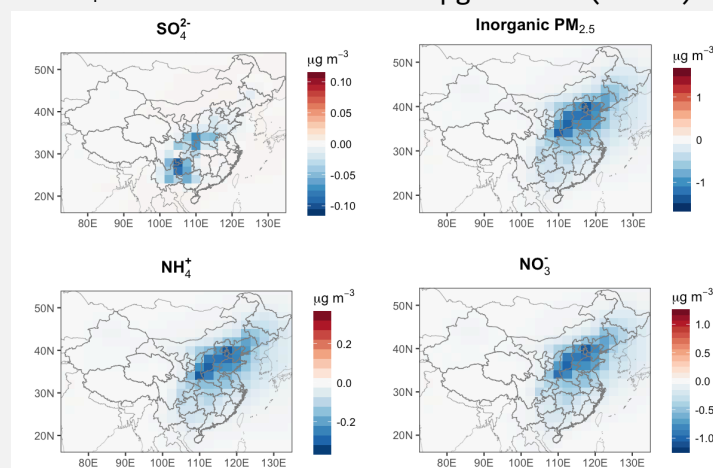 SO₄²⁻
μg m⁻³
50N
40N
30N
20N
80E 90E 100E 110E 120E 130E
0.10
0.05
0.00
-0.05
-0.10
Inorganic PM₂.₅
μg m⁻³
50N
40N
30N
20N
80E 90E 100E 110E 120E 130E
1
0
-1
NH₄⁺
μg m⁻³
50N
40N
30N
20N
80E 90E 100E 110E 120E 130E
0.2
0.0
-0.2
NO₃⁻
μg m⁻³
50N
40N
30N
20N
80E 90E 100E 110E 120E 130E
1.0
0.5
0.0
-0.5
-1.0